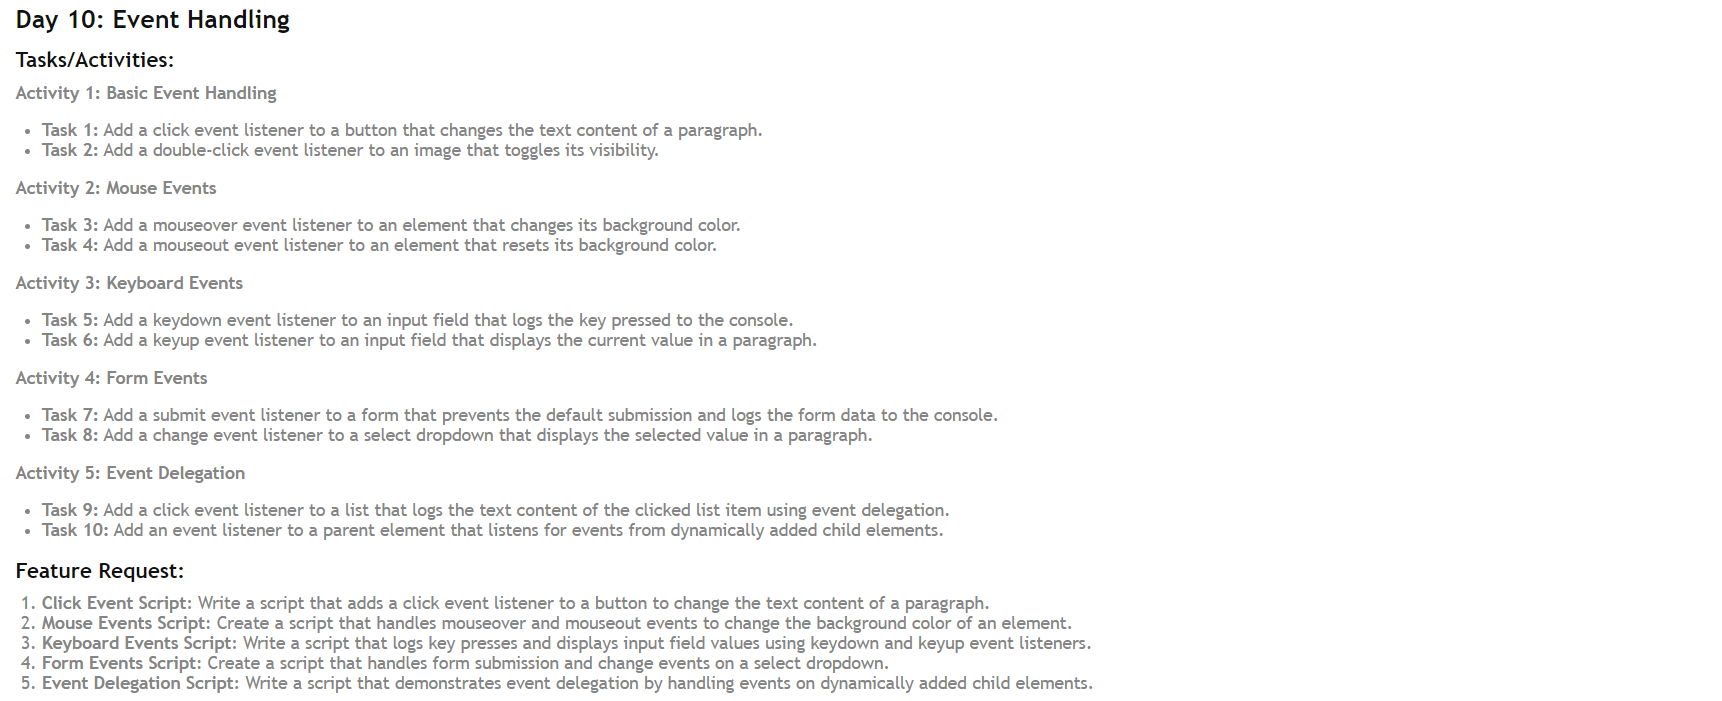 Day 10: Event Handling
Tasks/Activities:
Activity 1: Basic Event Handling
• Task 1: Add a click event listener to a button that changes the text content of a paragraph.
• Task 2: Add a double-click event listener to an image that toggles its visibility.
Activity 2: Mouse Events
• Task 3: Add a mouseover event listener to an element that changes its background color.
• Task 4: Add a mouseout event listener to an element that resets its background color.
Activity 3: Keyboard Events
• Task 5: Add a keydown event listener to an input field that logs the key pressed to the console.
• Task 6: Add a keyup event listener to an input field that displays the current value in a paragraph.
Activity 4: Form Events
• Task 7: Add a submit event listener to a form that prevents the default submission and logs the form data to the console.
• Task 8: Add a change event listener to a select dropdown that displays the selected value in a paragraph.
Activity 5: Event Delegation
• Task 9: Add a click event listener to a list that logs the text content of the clicked list item using event delegation.
• Task 10: Add an event listener to a parent element that listens for events from dynamically added child elements.
Feature Request:
1. Click Event Script: Write a script that adds a click event listener to a button to change the text content of a paragraph.
2. Mouse Events Script: Create a script that handles mouseover and mouseout events to change the background color of an element.
3. Keyboard Events Script: Write a script that logs key presses and displays input field values using keydown and keyup event listeners.
4. Form Events Script: Create a script that handles form submission and change events on a select dropdown.
5. Event Delegation Script: Write a script that demonstrates event delegation by handling events on dynamically added child elements.